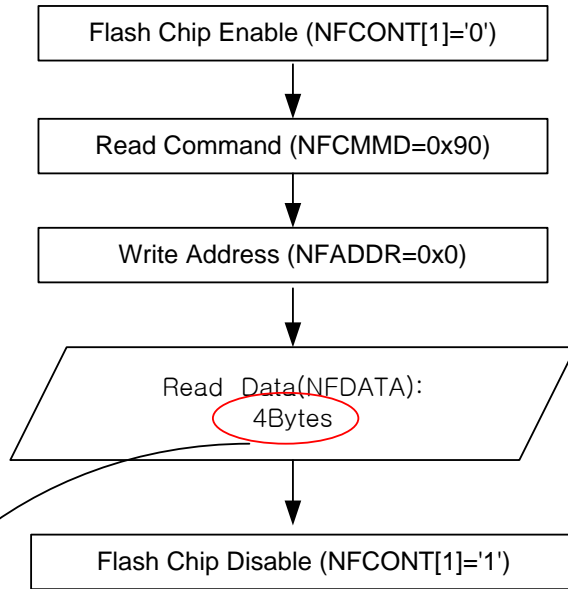 Flash Chip Enable (NFCONT[1]='0')
Read Command (NFCMMD=0x90)
Write Address (NFADDR=0x0)
Read Data(NFDATA):
4Bytes
Flash Chip Disable (NFCONT[1]='1')